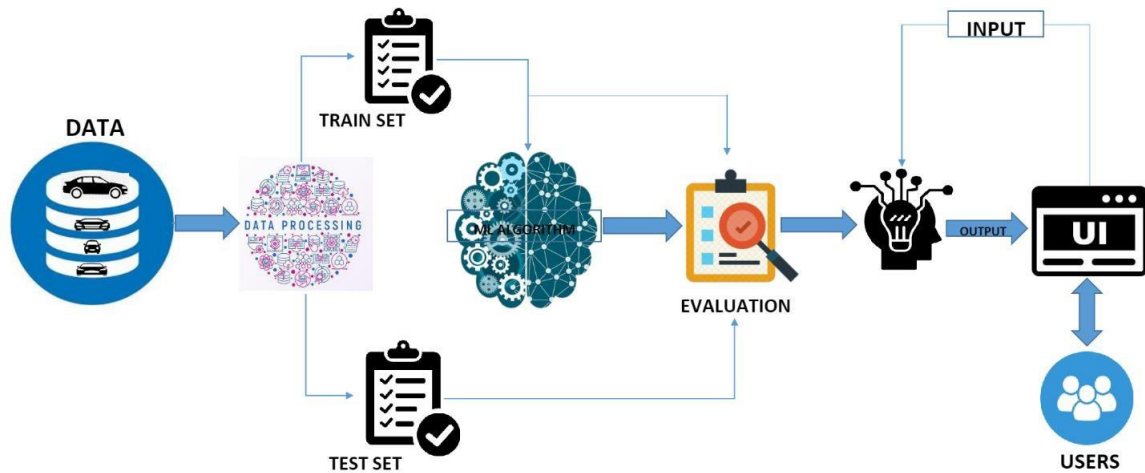 INPUT
TRAIN SET
DATA
DATA PROCESSING
ML ALGORITHM
OUTPUT
UI
EVALUATION
TEST SET
USERS